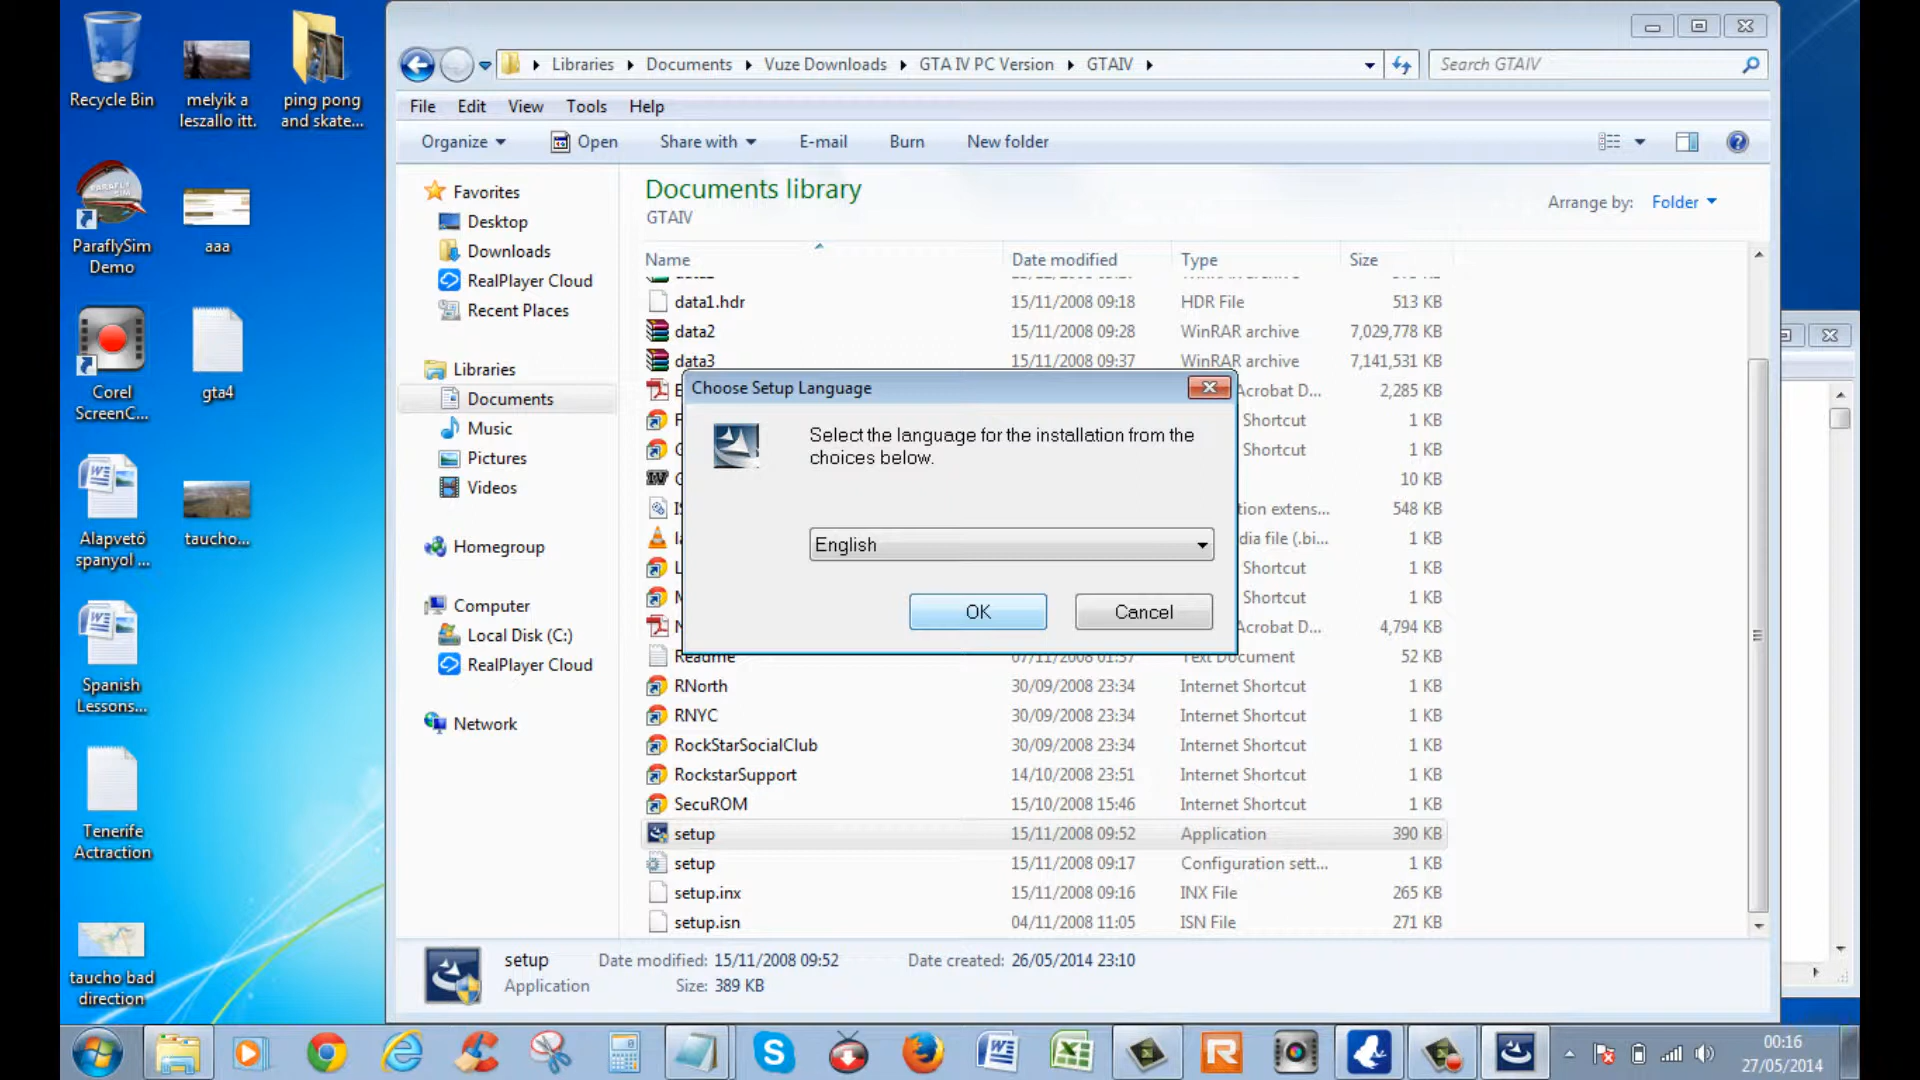 Recycle Bin
melyik a
leszallo itt.
ping pong
and skate...
ParaflySim
Demo
aaa
Corel
ScreenC...
gta4
Alapvető
spanyol ...
taucho...
Spanish
Lessons...
Tenerife
Actraction
taucho bad
direction
Libraries
Documents
Vuze Downloads
GTA IV PC Version
GTAIV
Search GTAIV
File Edit View Tools Help
Organize Open Share with E-mail Burn New folder
Favorites
Desktop
Downloads
RealPlayer Cloud
Recent Places
Libraries
Documents
Music
Pictures
Videos
Homegroup
Computer
Local Disk (C:)
RealPlayer Cloud
Network
Documents library
GTAIV
Arrange by: Folder
Name Date modified Type Size
data1.hdr 15/11/2008 09:18 HDR File 513 KB
data2 15/11/2008 09:28 WinRAR archive 7,029,778 KB
data3 15/11/2008 09:37 WinRAR archive 7,141,531 KB
Acrobat D... 2,285 KB
Shortcut 1 KB
Shortcut 1 KB
10 KB
tion extens... 548 KB
dia file (.bi... 1 KB
Shortcut 1 KB
Shortcut 1 KB
Acrobat D... 4,794 KB
Readme 07/11/2008 01:57 Text Document 52 KB
RNorth 30/09/2008 23:34 Internet Shortcut 1 KB
RNYC 30/09/2008 23:34 Internet Shortcut 1 KB
RockStarSocialClub 30/09/2008 23:34 Internet Shortcut 1 KB
RockstarSupport 14/10/2008 23:51 Internet Shortcut 1 KB
SecuROM 15/10/2008 15:46 Internet Shortcut 1 KB
setup 15/11/2008 09:52 Application 390 KB
setup 15/11/2008 09:17 Configuration sett... 1 KB
setup.inx 15/11/2008 09:16 INX File 265 KB
setup.isn 04/11/2008 11:05 ISN File 271 KB
Choose Setup Language
Select the language for the installation from the
choices below.
English
OK Cancel
setup Date modified: 15/11/2008 09:52 Date created: 26/05/2014 23:10
Application Size: 389 KB
00:16
27/05/2014